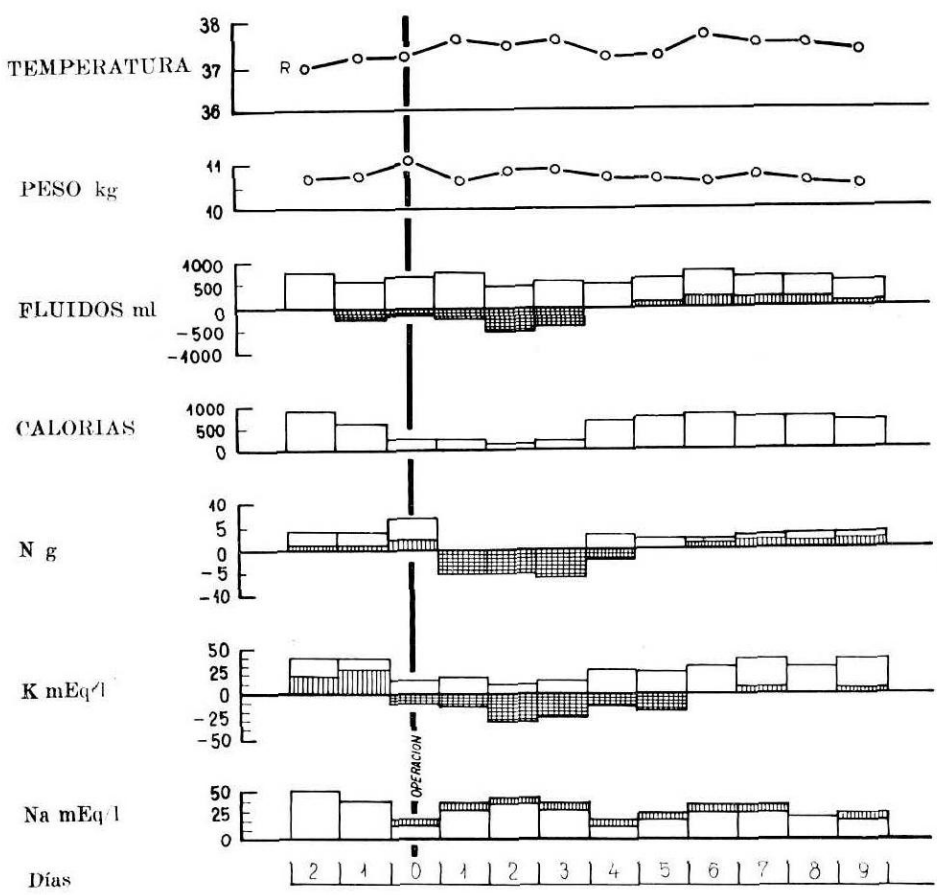 38
TEMPERATURA 37
R
36
11
PESO kg
10
1000
500
FLUIDOS ml 0
-500
-1000
1000
CALORIAS 500
0
10
5
N g 0
-5
-10
50
25
K mEq/l 0
-25
-50
OPERACION
50
Na mEq/l 25
0
Días 2 1 0 1 2 3 4 5 6 7 8 9